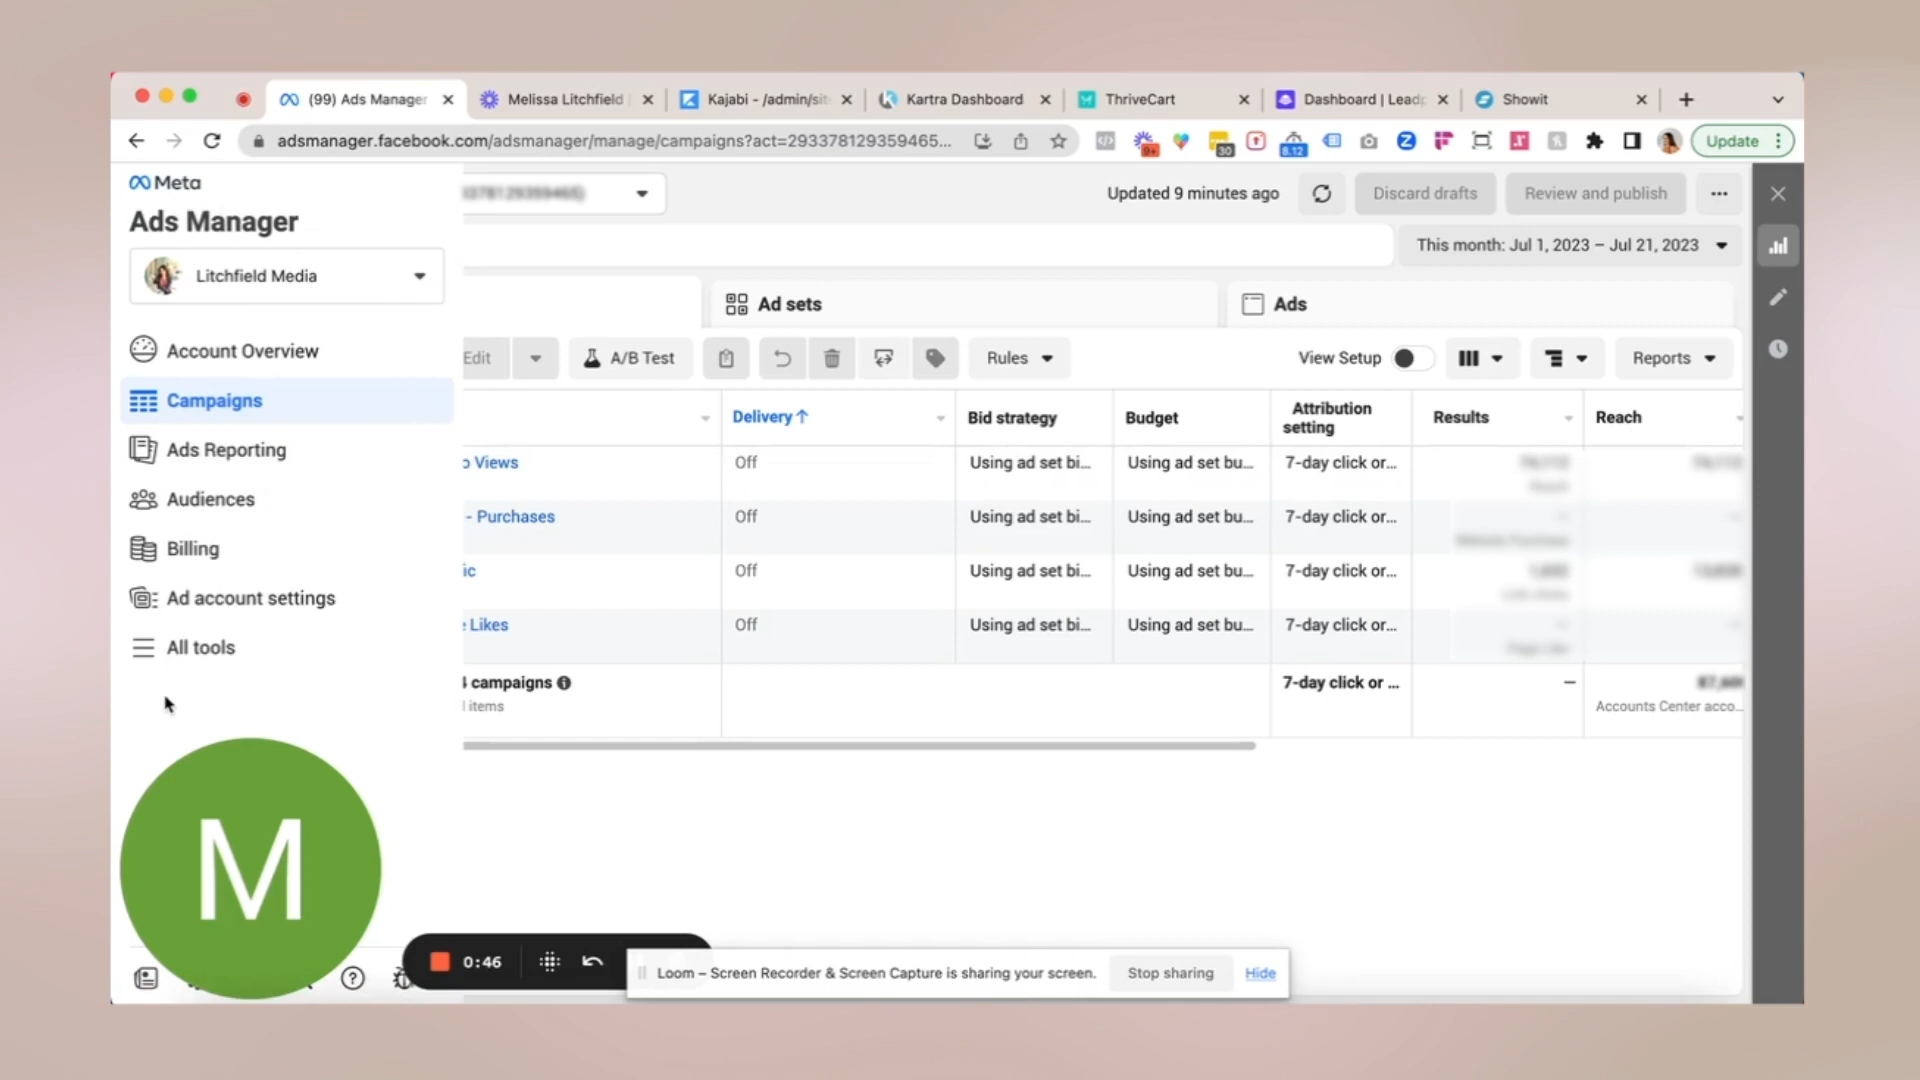 (99) Ads Manager
Melissa Litchfield
Kajabi - /admin/sit
Kartra Dashboard
ThriveCart
Dashboard | Leadp
Showit
adsmanager.facebook.com/adsmanager/manage/campaigns?act=293378129359465...
9+
30
8.12
Update
Meta
Ads Manager
Updated 9 minutes ago
Discard drafts
Review and publish
Litchfield Media
This month: Jul 1, 2023 – Jul 21, 2023
Ad sets
Ads
Account Overview
Campaigns
Ads Reporting
Audiences
Billing
Ad account settings
All tools
Edit
A/B Test
Rules
View Setup
Reports
Delivery ↑
Bid strategy
Budget
Attribution setting
Results
Reach
o Views
Off
Using ad set bi...
Using ad set bu...
7-day click or...
- Purchases
Off
Using ad set bi...
Using ad set bu...
7-day click or...
ic
Off
Using ad set bi...
Using ad set bu...
7-day click or...
e Likes
Off
Using ad set bi...
Using ad set bu...
7-day click or...
4 campaigns
7-day click or ...
—
items
Accounts Center acco...
M
0:46
Loom – Screen Recorder & Screen Capture is sharing your screen.
Stop sharing
Hide